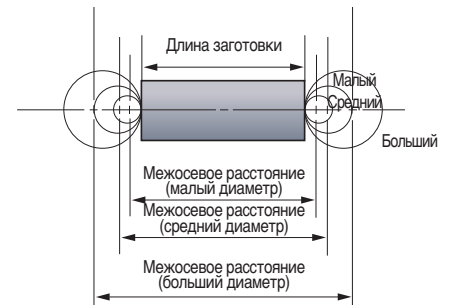 Длина заготовки
Малый
Средний
Больший
Межосевое расстояние
(малый диаметр)
Межосевое расстояние
(средний диаметр)
Межосевое расстояние
(больший диаметр)